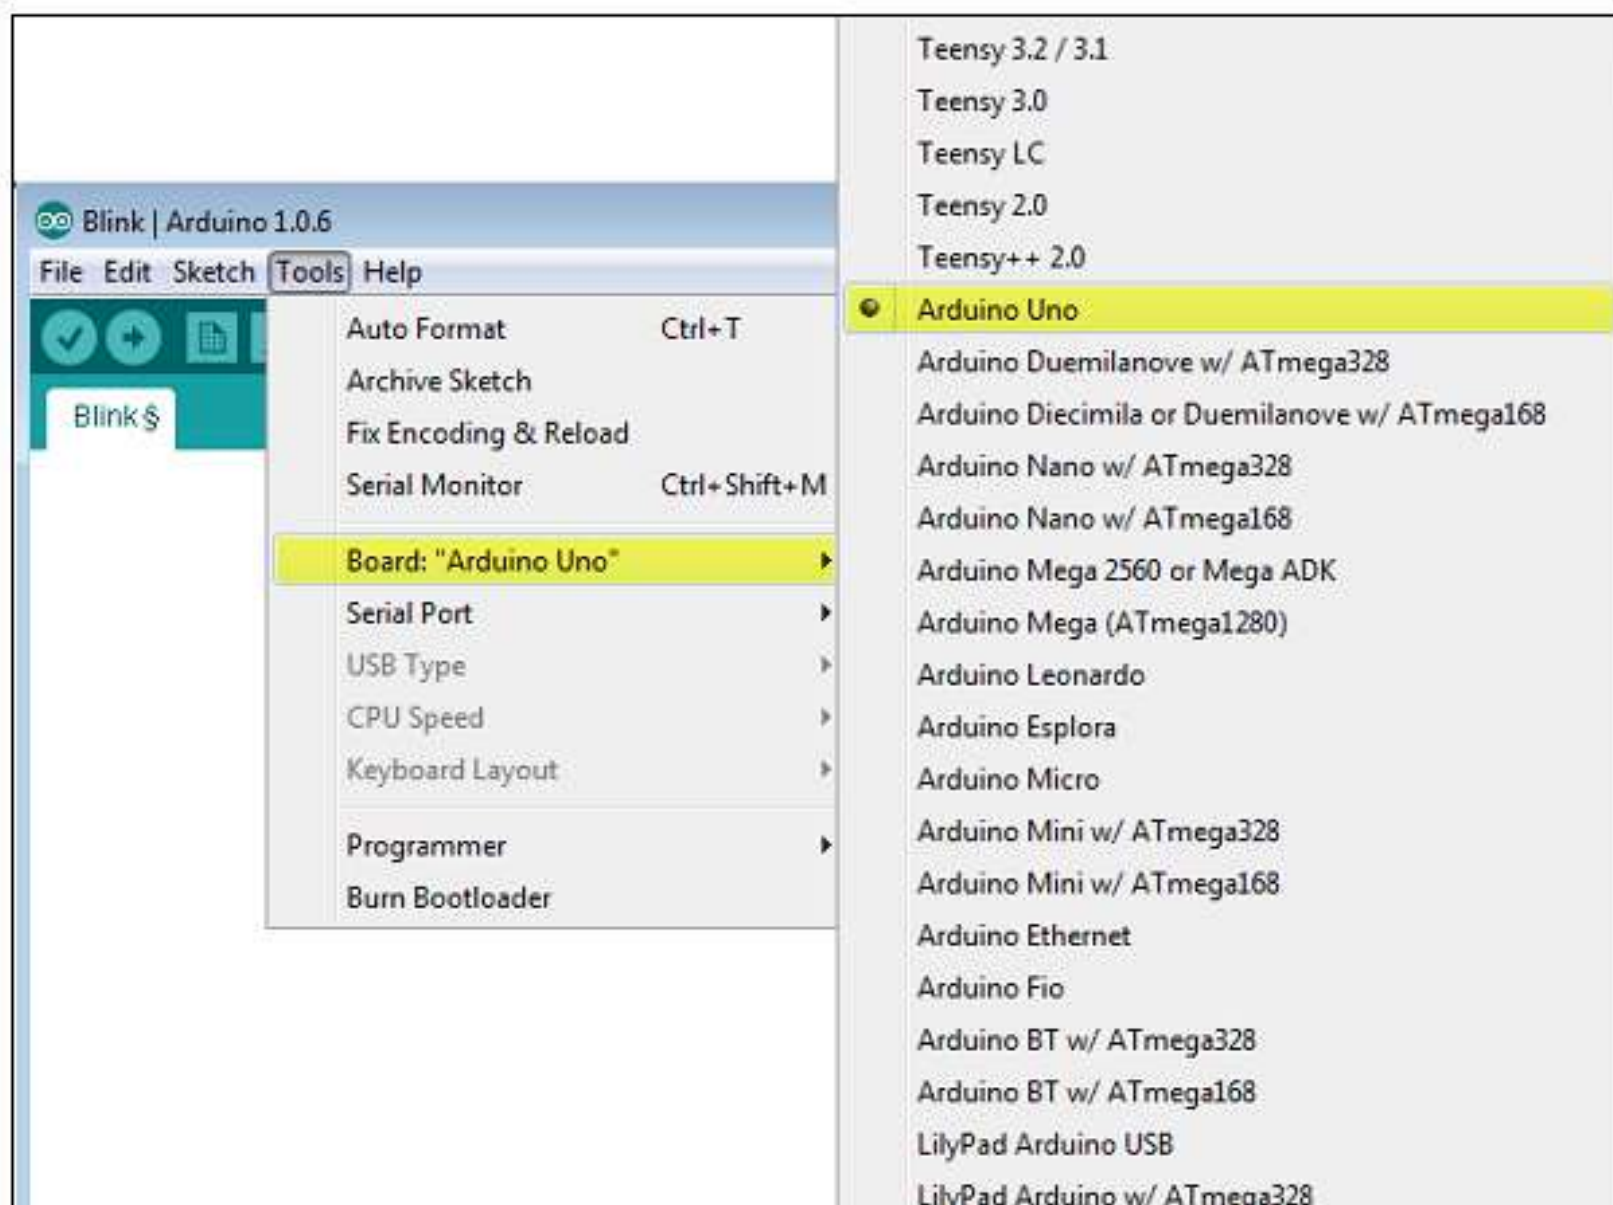 Blink | Arduino 1.0.6
File Edit Sketch Tools Help
Blink §
Auto Format Ctrl+T
Archive Sketch
Fix Encoding & Reload
Serial Monitor Ctrl+Shift+M
Board: "Arduino Uno"
Serial Port
USB Type
CPU Speed
Keyboard Layout
Programmer
Burn Bootloader
Teensy 3.2 / 3.1
Teensy 3.0
Teensy LC
Teensy 2.0
Teensy++ 2.0
Arduino Uno
Arduino Duemilanove w/ ATmega328
Arduino Diecimila or Duemilanove w/ ATmega168
Arduino Nano w/ ATmega328
Arduino Nano w/ ATmega168
Arduino Mega 2560 or Mega ADK
Arduino Mega (ATmega1280)
Arduino Leonardo
Arduino Esplora
Arduino Micro
Arduino Mini w/ ATmega328
Arduino Mini w/ ATmega168
Arduino Ethernet
Arduino Fio
Arduino BT w/ ATmega328
Arduino BT w/ ATmega168
LilyPad Arduino USB
LilyPad Arduino w/ ATmega328